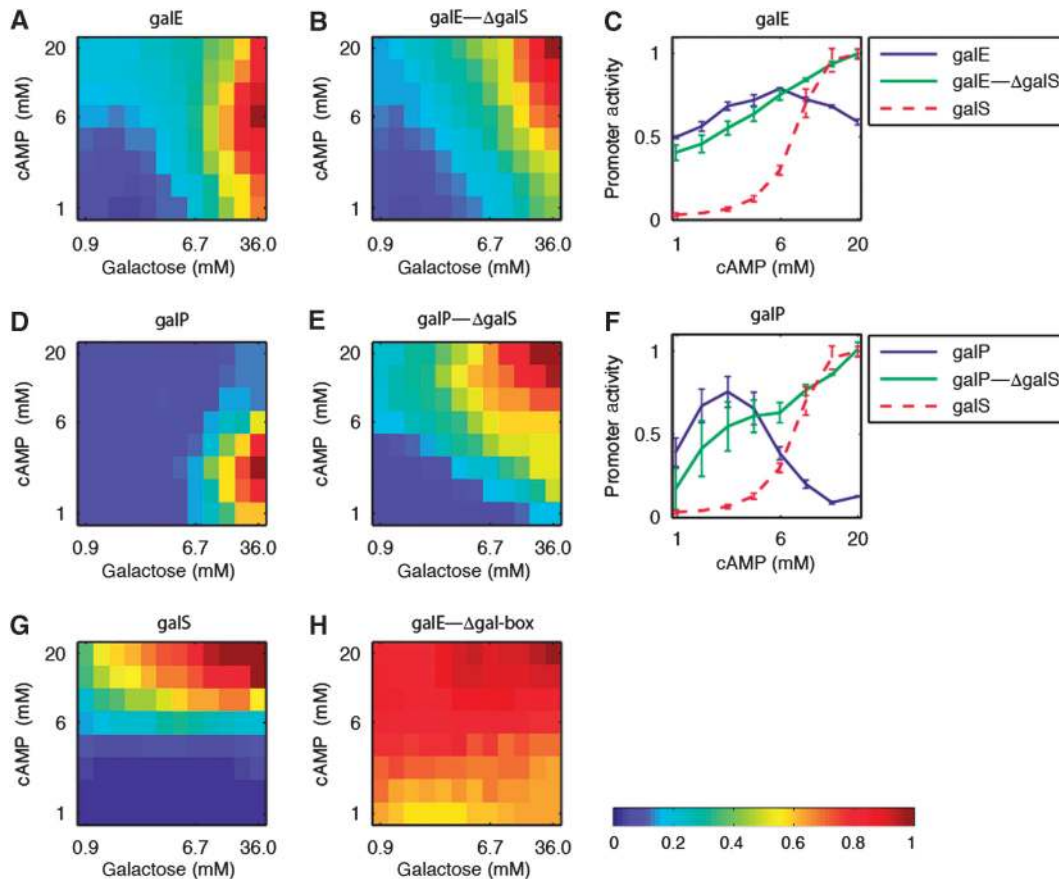 A
galE
20
6
1
cAMP (mM)
0.9 6.7 36.0
Galactose (mM)
B
galE—ΔgalS
20
6
1
cAMP (mM)
0.9 6.7 36.0
Galactose (mM)
C
galE
1
0.5
0
Promoter activity
1 6 20
cAMP (mM)
galE
galE—ΔgalS
galS
D
galP
20
6
1
cAMP (mM)
0.9 6.7 36.0
Galactose (mM)
E
galP—ΔgalS
20
6
1
cAMP (mM)
0.9 6.7 36.0
Galactose (mM)
F
galP
1
0.5
0
Promoter activity
1 6 20
cAMP (mM)
galP
galP—ΔgalS
galS
G
galS
20
6
1
cAMP (mM)
0.9 6.7 36.0
Galactose (mM)
H
galE—Δgal-box
20
6
1
cAMP (mM)
0.9 6.7 36.0
Galactose (mM)
0 0.2 0.4 0.6 0.8 1